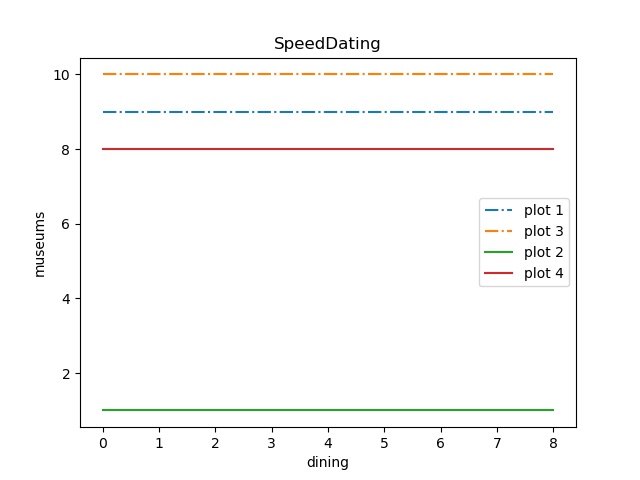 SpeedDating
museums
10
8
6
4
2
plot 1
plot 3
plot 2
plot 4
0 1 2 3 4 5 6 7 8
dining